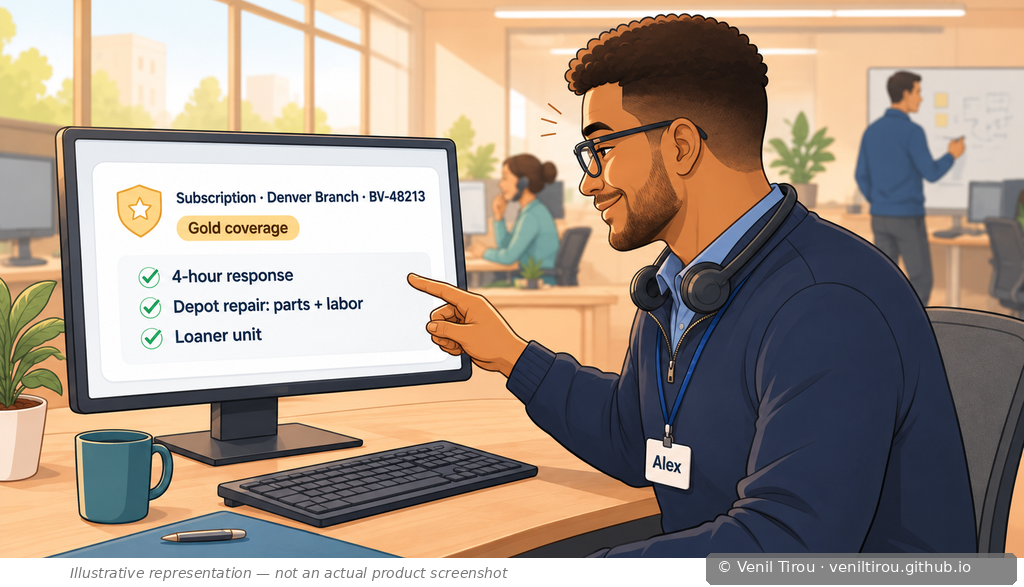 Subscription · Denver Branch · BV-48213
Gold coverage
4-hour response
Depot repair: parts + labor
Loaner unit
Alex
Illustrative representation — not an actual product screenshot
© Venil Tirou · veniltirou.github.io